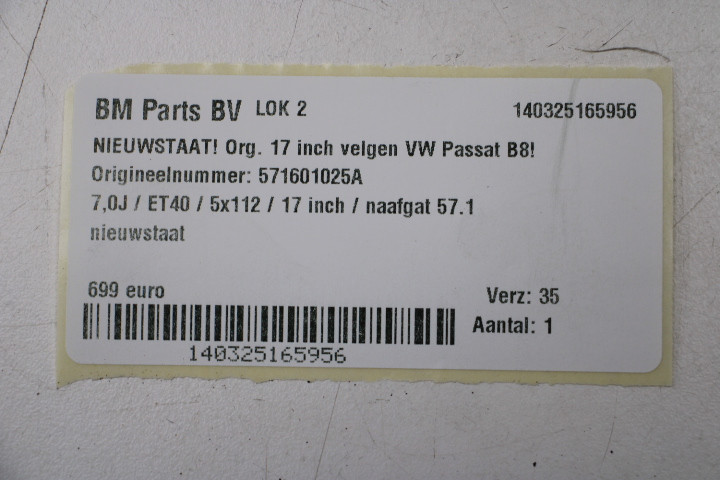 BM Parts BV LOK 2 140325165956
NIEUWSTAAT! Org. 17 inch velgen VW Passat B8!
Origineelnummer: 571601025A
7,0J / ET40 / 5x112 / 17 inch / naafgat 57.1
nieuwstaat
699 euro Verz: 35
Aantal: 1
140325165956